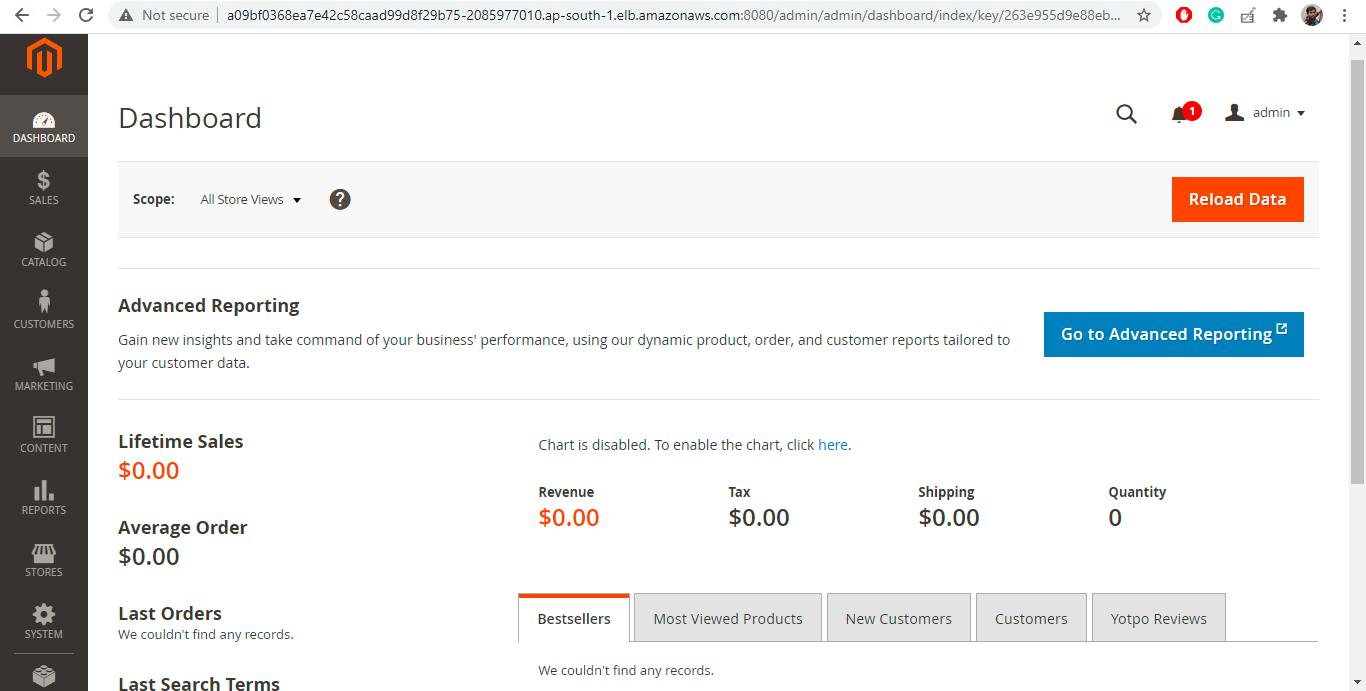 Not secure
a09bf0368ea7e42c58caad99d8f29b75-2085977010.ap-south-1.elb.amazonaws.com:8080/admin/admin/dashboard/index/key/263e955d9e88eb...
DASHBOARD
SALES
CATALOG
CUSTOMERS
MARKETING
CONTENT
REPORTS
STORES
SYSTEM
Dashboard
1
admin
Scope: All Store Views ?
Reload Data
Advanced Reporting
Gain new insights and take command of your business' performance, using our dynamic product, order, and customer reports tailored to
your customer data.
Go to Advanced Reporting
Lifetime Sales
$0.00
Average Order
$0.00
Last Orders
We couldn't find any records.
Last Search Terms
Chart is disabled. To enable the chart, click here.
Revenue Tax Shipping Quantity
$0.00 $0.00 $0.00 0
Bestsellers Most Viewed Products New Customers Customers Yotpo Reviews
We couldn't find any records.